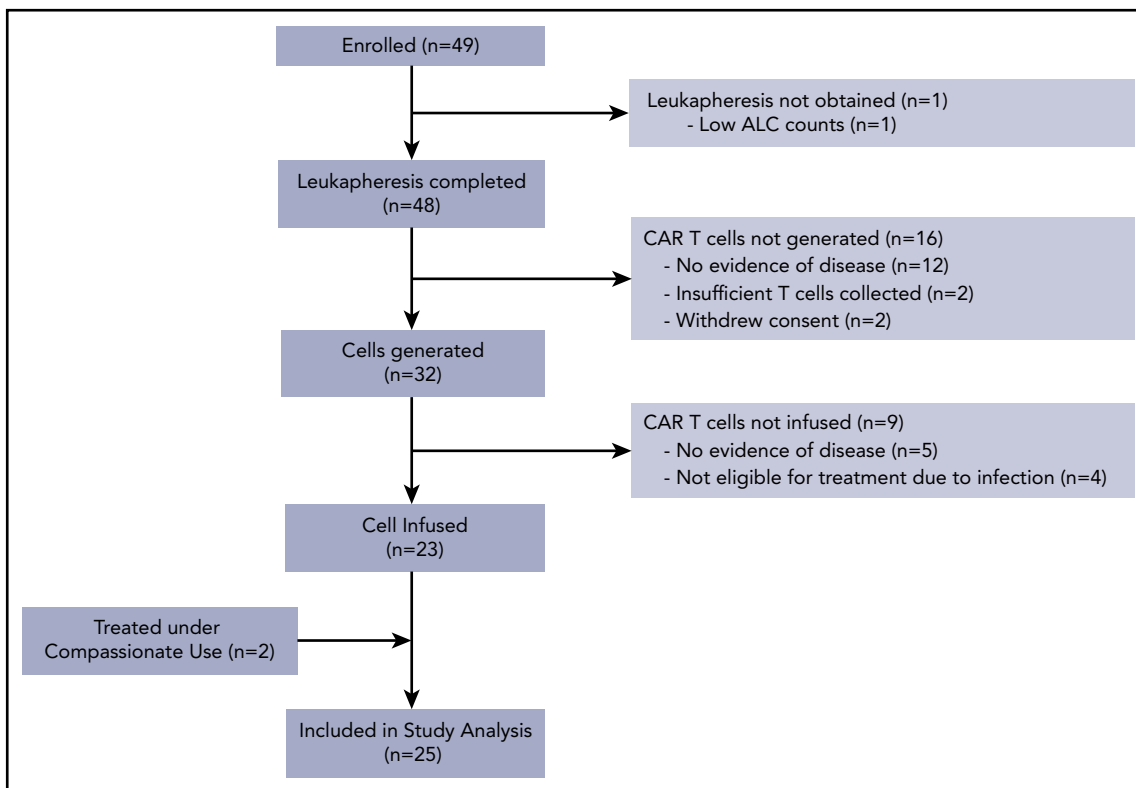 Enrolled (n=49)
Leukapheresis not obtained (n=1)
- Low ALC counts (n=1)
Leukapheresis completed
(n=48)
CAR T cells not generated (n=16)
- No evidence of disease (n=12)
- Insufficient T cells collected (n=2)
- Withdrew consent (n=2)
Cells generated
(n=32)
CAR T cells not infused (n=9)
- No evidence of disease (n=5)
- Not eligible for treatment due to infection (n=4)
Cell Infused
(n=23)
Treated under
Compassionate Use (n=2)
Included in Study Analysis
(n=25)